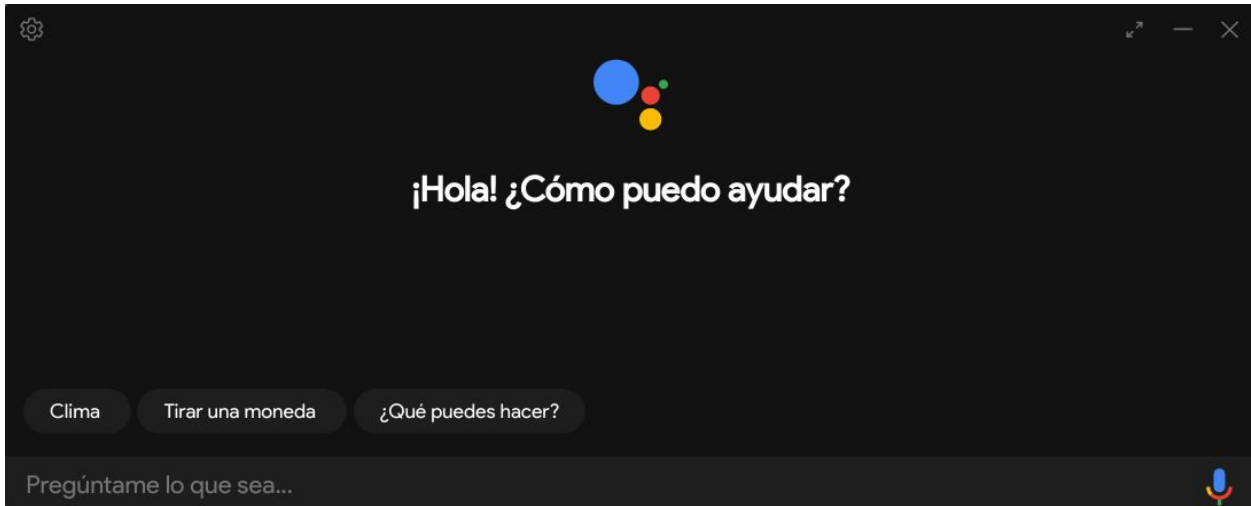 ¡Hola! ¿Cómo puedo ayudar?
Clima Tirar una moneda ¿Qué puedes hacer?
Pregúntame lo que sea...